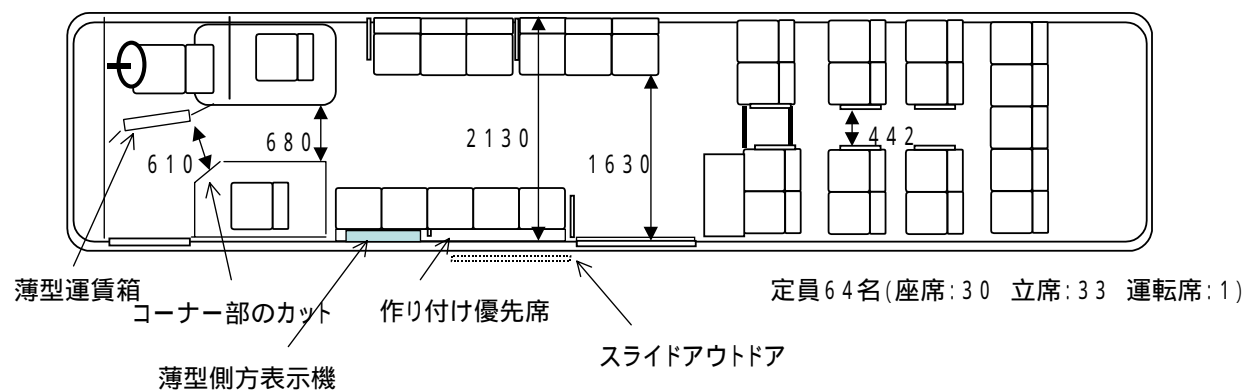 2130
680
442
610
1630
薄型運賃箱
コーナー部のカット
作り付け優先席
定員64名(座席:30 立席:33 運転席:1)
スライドアウトドア
薄型側方表示機